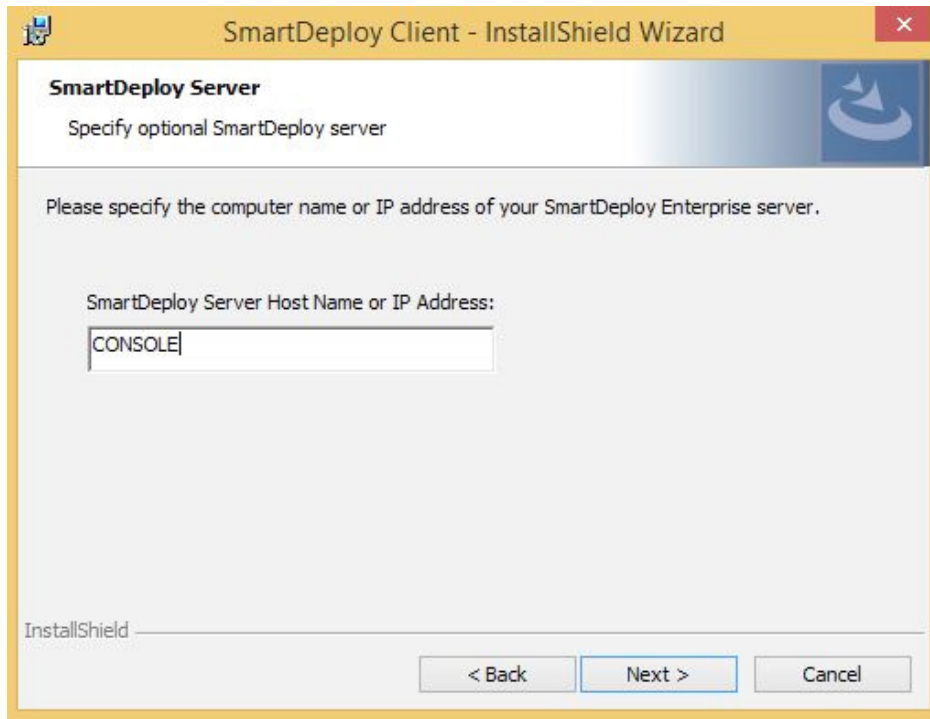 SmartDeploy Client - InstallShield Wizard
SmartDeploy Server
Specify optional SmartDeploy server
Please specify the computer name or IP address of your SmartDeploy Enterprise server.
SmartDeploy Server Host Name or IP Address:
CONSOLE
InstallShield
< Back Next > Cancel